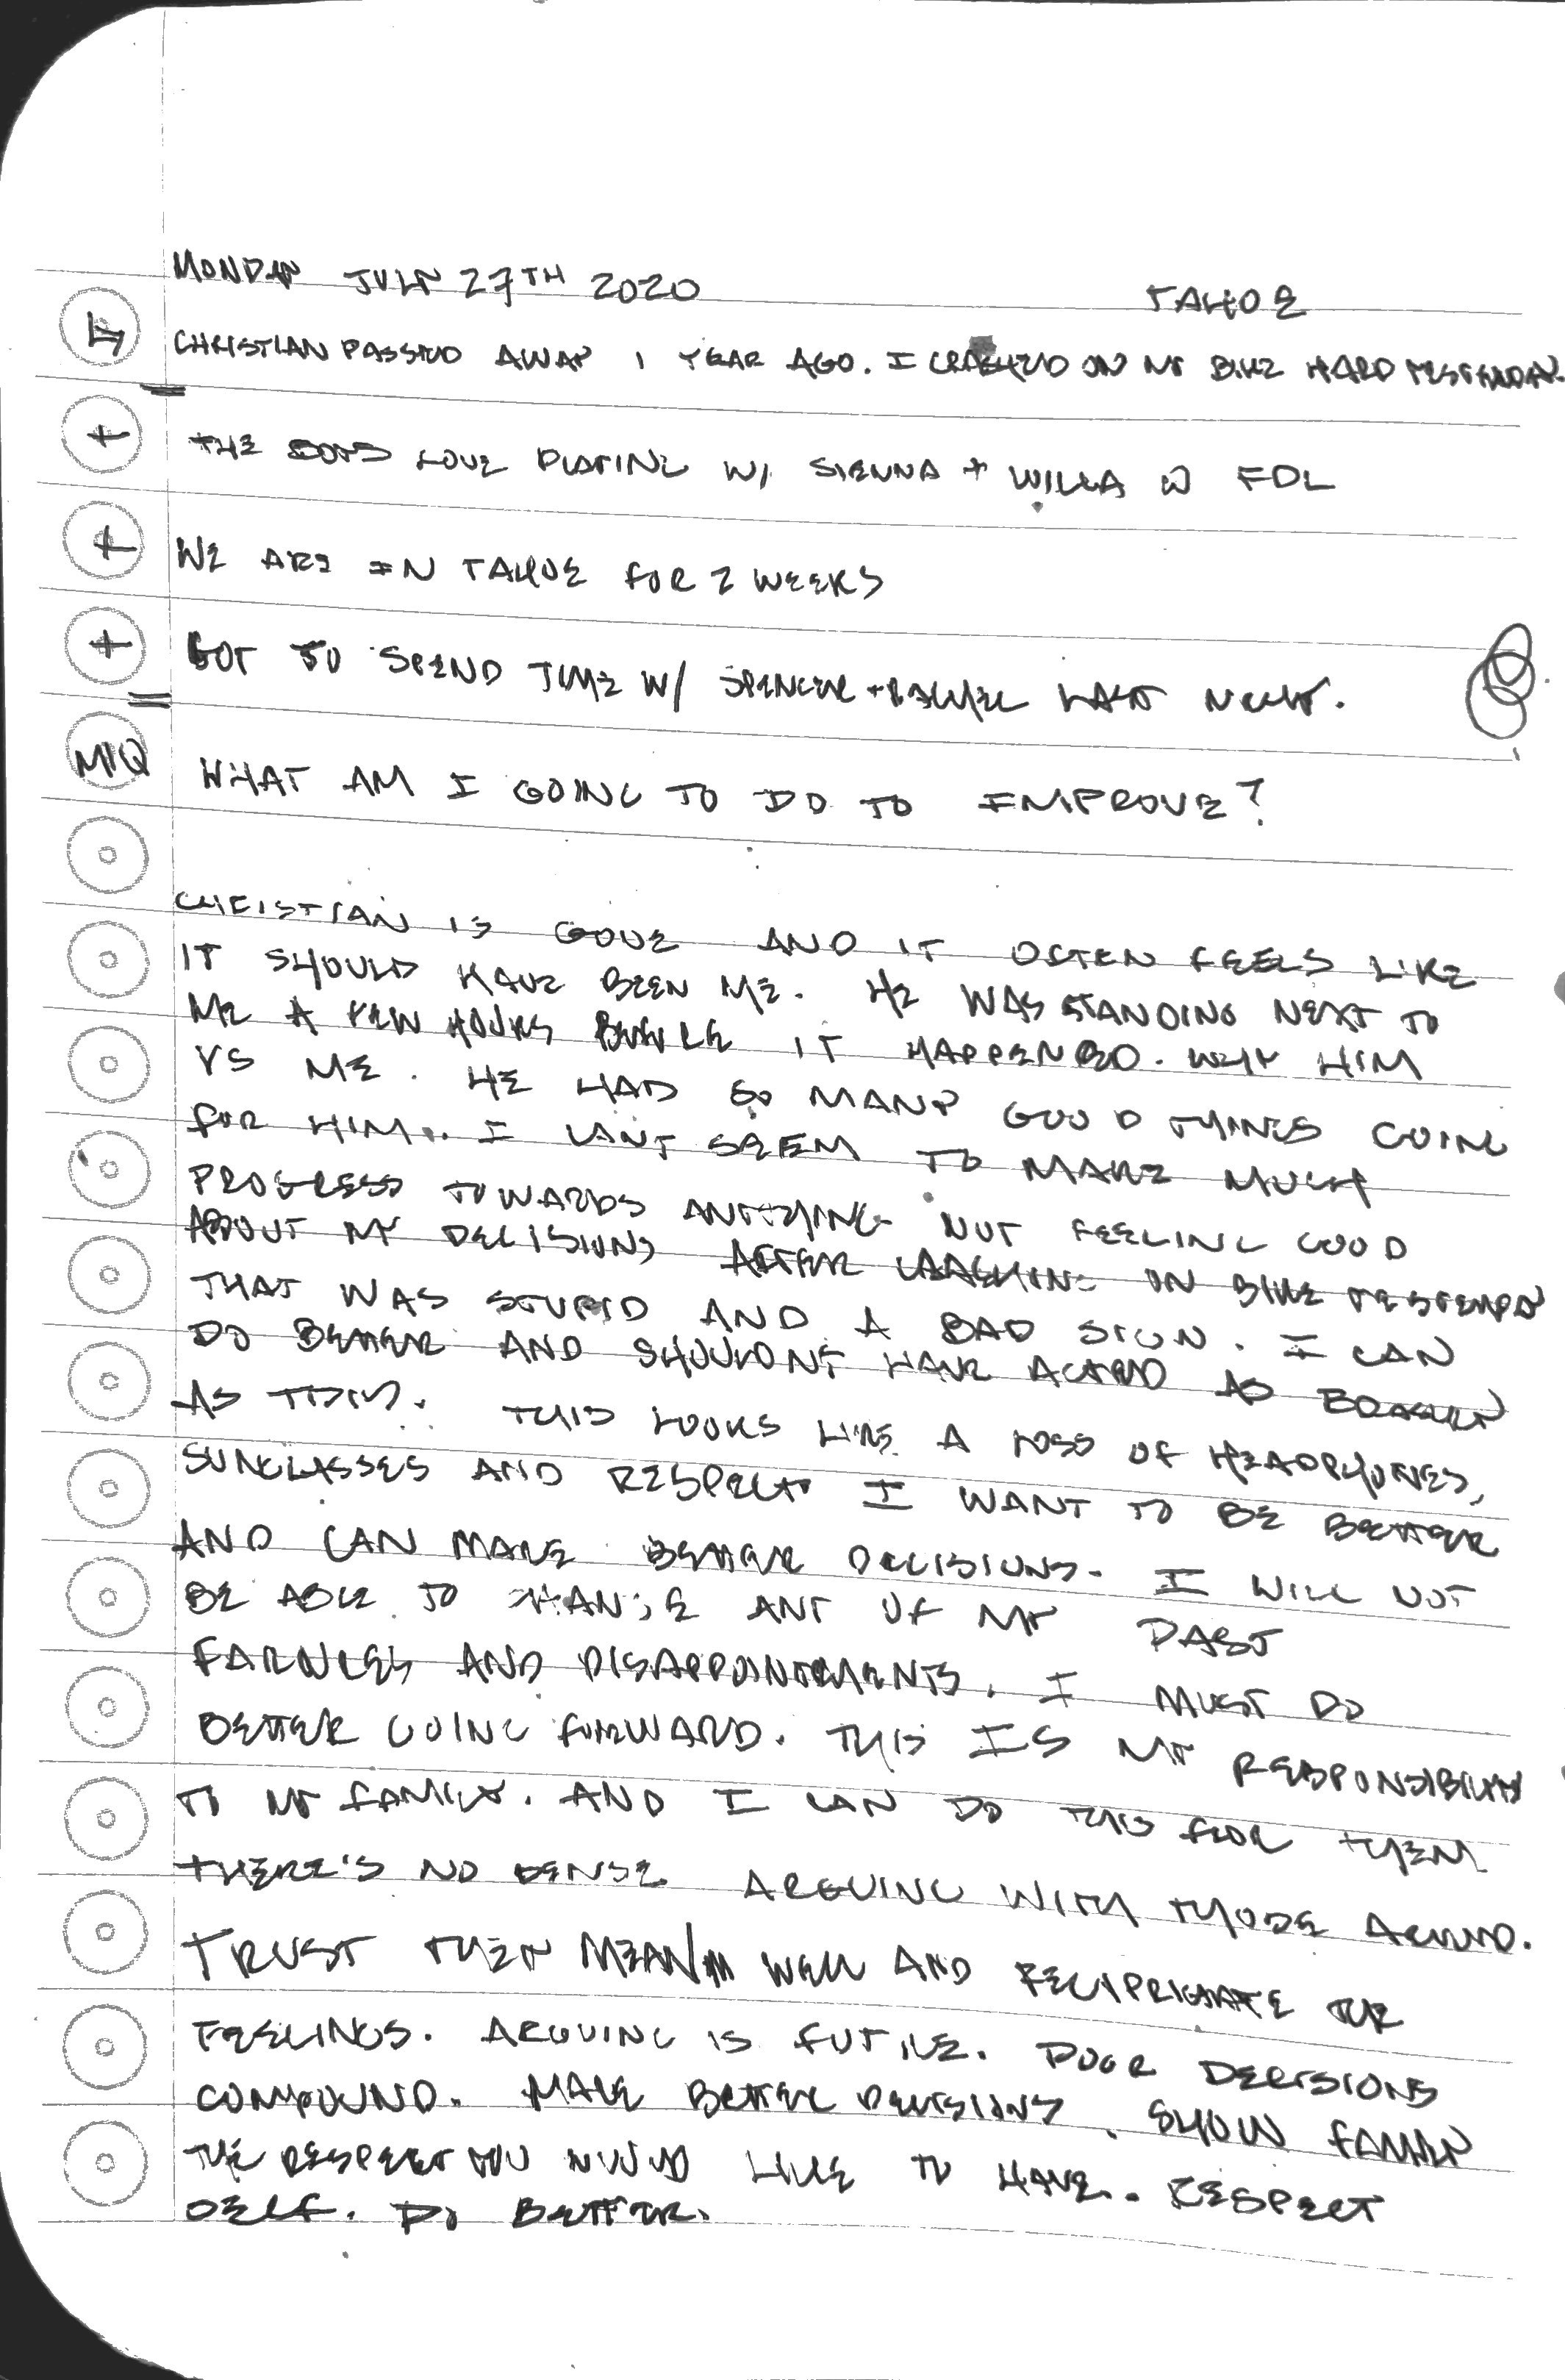 MONDAY JULY 27TH 2020 TAHOE
CHRISTIAN PASSED AWAY 1 YEAR AGO. I CRASHED ON MY BIKE HARD YESTERDAY.
+ THE BOYS LOVE PLAYING W/ SIENNA + WILLA @ FDL
+ WE ARE IN TAHOE FOR 2 WEEKS
+ GOT TO SPEND TIME W/ SPENCER + LAST NIGHT.
MIQ WHAT AM I GOING TO DO TO IMPROVE?
CHRISTIAN IS GONE AND IT OFTEN FEELS LIKE
IT SHOULD HAVE BEEN ME. HE WAS STANDING NEXT TO
ME A FEW HOURS BEFORE IT HAPPENED. WHY HIM
VS ME. HE HAD SO MANY GOOD THINGS GOING
FOR HIM. I CANT SEEM TO MAKE MUCH
PROGRESS TOWARDS ANYTHING NOT FEELING GOOD
ABOUT MY DECISIONS AFTER CRASHING ON BIKE YESTERDAY
THAT WAS STUPID AND A BAD SIGN. I CAN
DO BETTER AND SHOULDNT HAVE ACTED AS
AS THIS. THIS LOOKS LIKE A LOSS OF HEADPHONES,
SUNGLASSES AND RESPECT I WANT TO BE BETTER
AND CAN MAKE BETTER DECISIONS. I WILL NOT
BE ABLE TO CHANGE ANY OF MY PAST
AND DISAPPOINTMENTS. I MUST DO
BETTER GOING FORWARD. THIS IS MY RESPONSIBILITY
TO MY FAMILY. AND I CAN DO THIS FOR THEM
THERE'S NO SENSE ARGUING WITH THOSE AROUND.
TRUST THEY MEAN WELL AND RECIPRICATE
FEELINGS. ARGUING IS FUTILE. POOR DECISIONS
COMPOUND. MAKE BETTER DECISIONS. SHOW FAMILY
THE RESPECT YOU WOULD LIKE TO HAVE. RESPECT
SELF. DO BETTER.